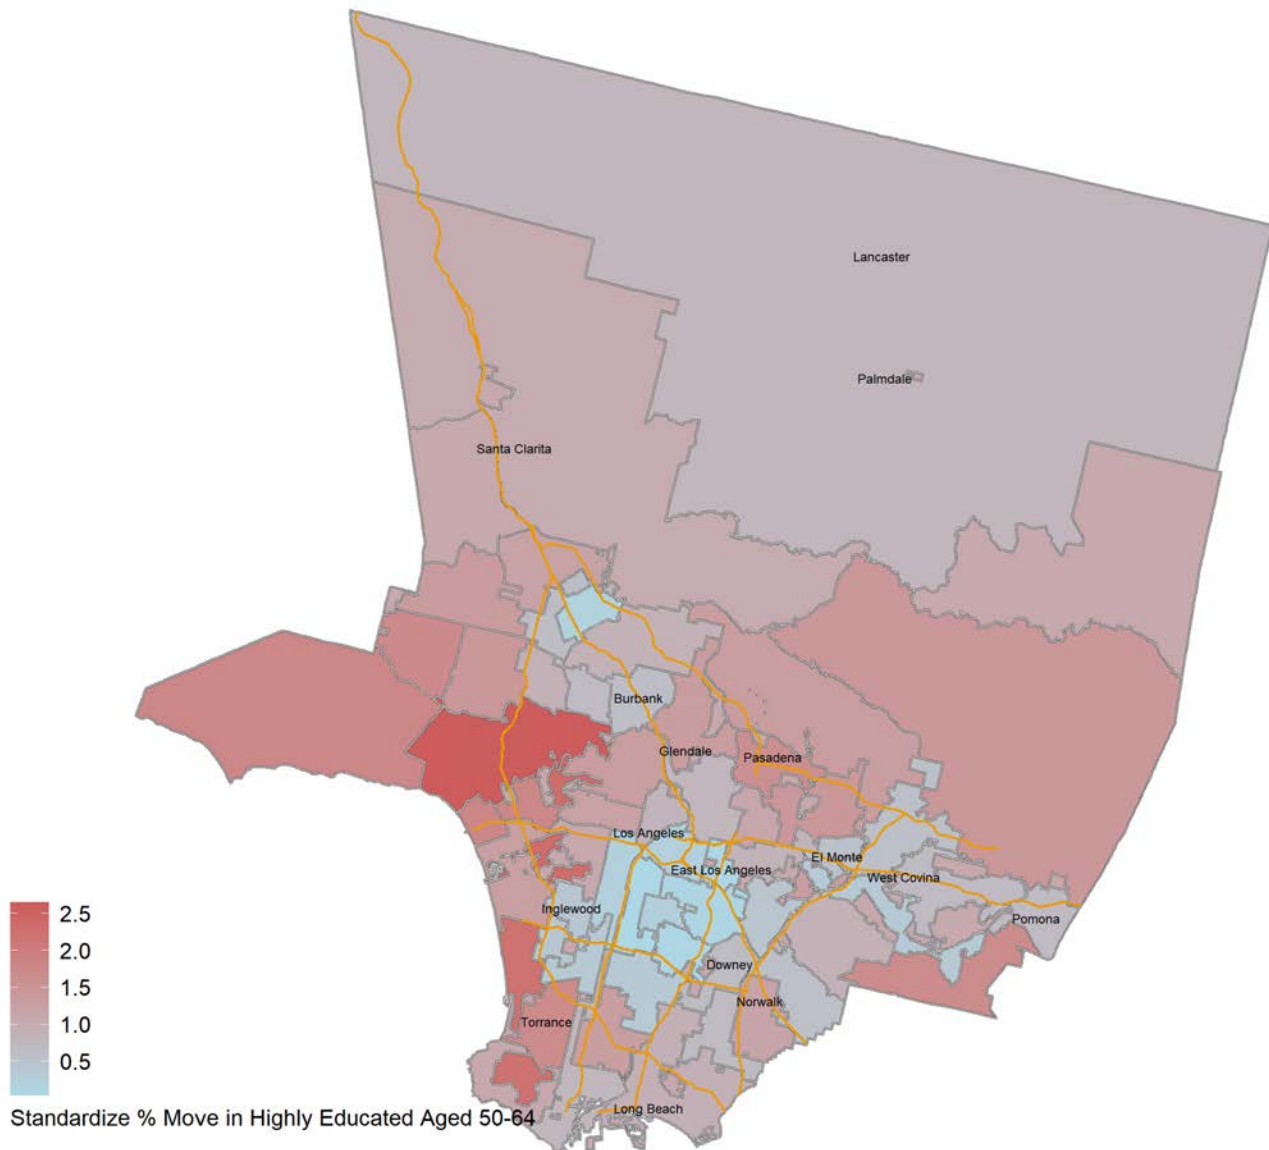 Lancaster
Palmdale
Santa Clarita
Burbank
Glendale
Pasadena
Los Angeles
El Monte
East Los Angeles
West Covina
Inglewood
Pomona
Downey
Norwalk
Torrance
Long Beach
2.5
2.0
1.5
1.0
0.5
Standardize % Move in Highly Educated Aged 50-64